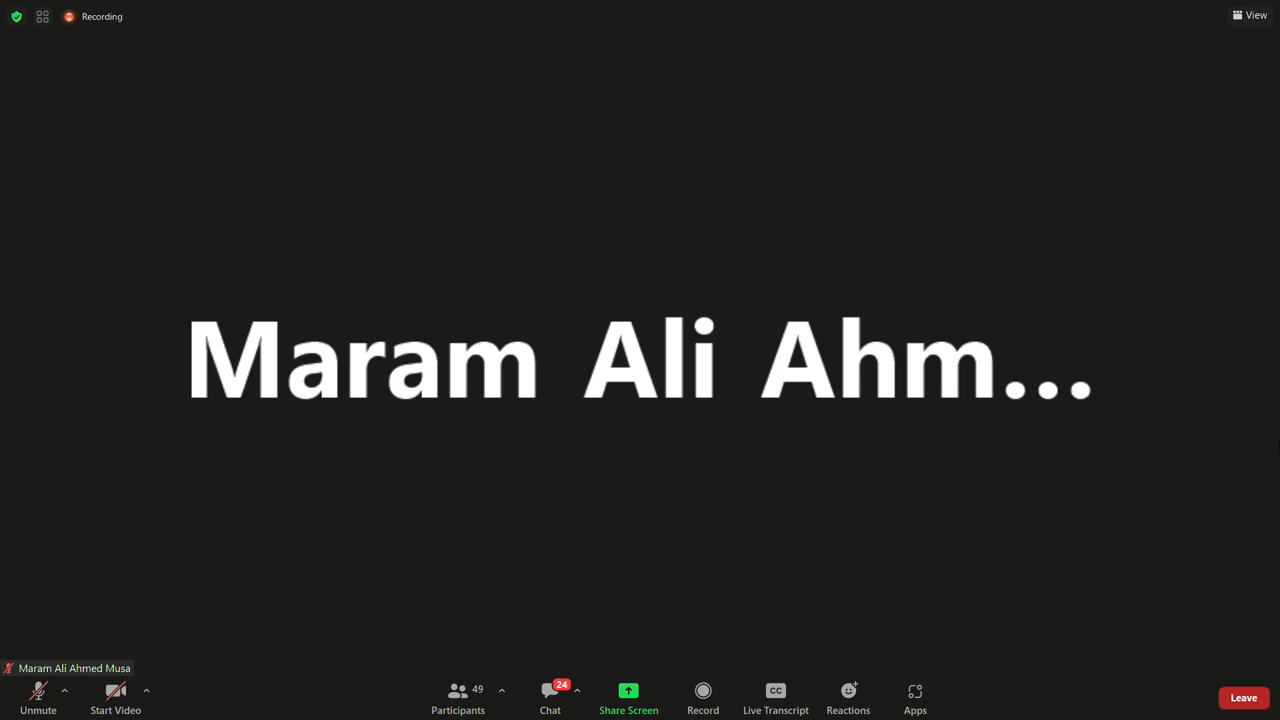 Recording
View
Maram Ali Ahm...
Maram Ali Ahmed Musa
Unmute
Start Video
49
Participants
24
Chat
Share Screen
Record
CC
Live Transcript
Reactions
Apps
Leave